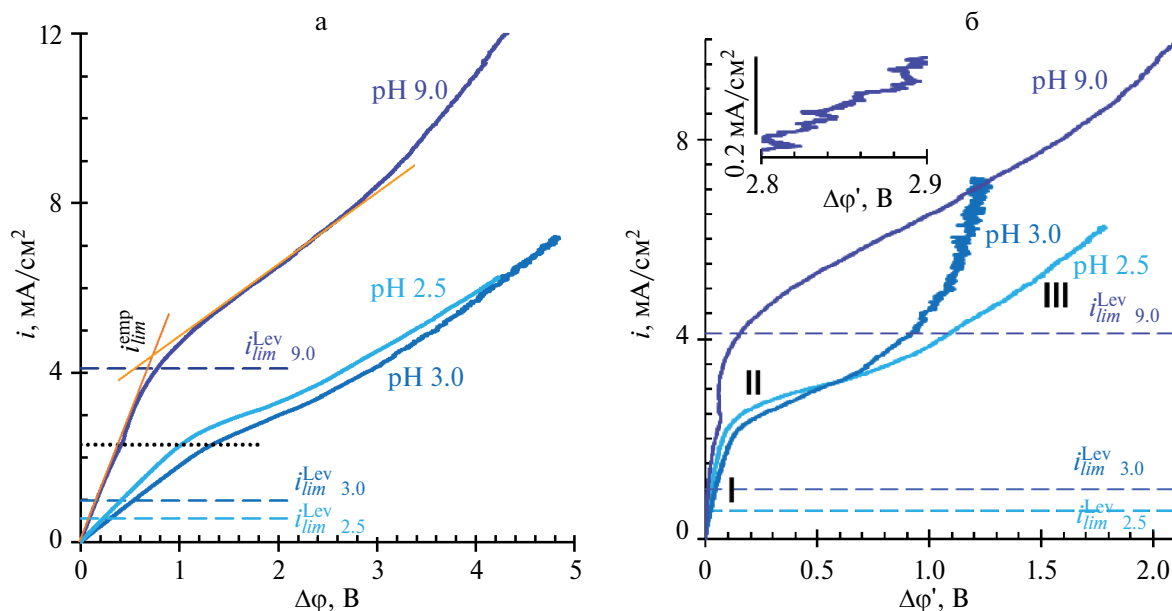 а
12
8
4
0
i, мА/см²
pH 9.0
i_lim^emp
i_lim^Lev 9.0
pH 2.5
pH 3.0
i_lim^Lev 3.0
i_lim^Lev 2.5
0 1 2 3 4 5
Δφ, В
б
8
4
0
i, мА/см²
0.2 мА/см²
2.8 2.9
Δφ', В
pH 9.0
pH 3.0
pH 2.5
III
i_lim^Lev 9.0
II
i_lim^Lev 3.0
I
i_lim^Lev 2.5
0 0.5 1.0 1.5 2.0
Δφ', В